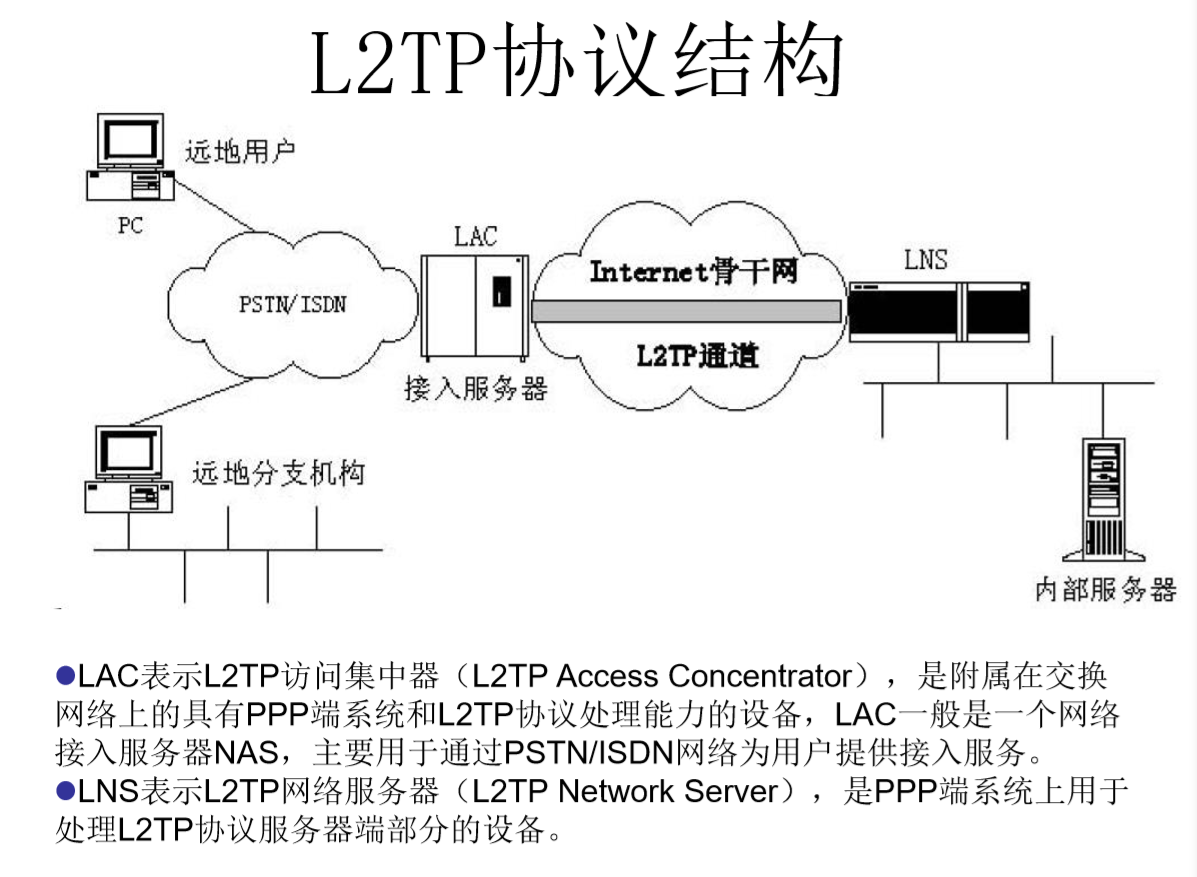 L2TP协议结构
远地用户
PC
LAC
PSTN/ISDN
接入服务器
Internet骨干网
L2TP通道
LNS
远地分支机构
内部服务器
●LAC表示L2TP访问集中器（L2TP Access Concentrator），是附属在交换
网络上的具有PPP端系统和L2TP协议处理能力的设备，LAC一般是一个网络
接入服务器NAS，主要用于通过PSTN/ISDN网络为用户提供接入服务。
●LNS表示L2TP网络服务器（L2TP Network Server），是PPP端系统上用于
处理L2TP协议服务器端部分的设备。